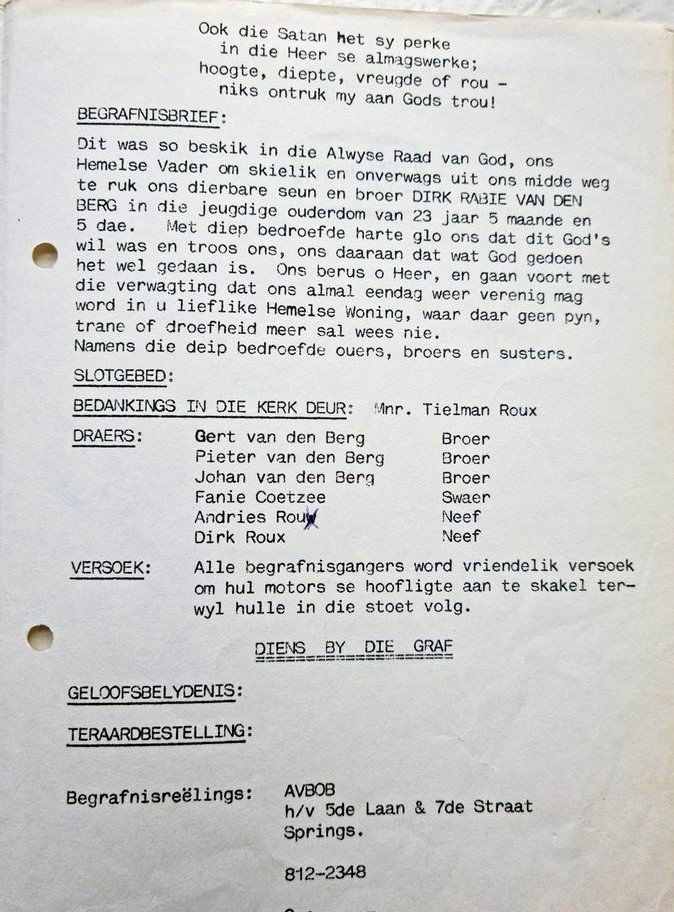 Ook die Satan het sy perke
in die Heer se almagswerke;
hoogte, diepte, vreugde of rou –
niks ontruk my aan Gods trou!
BEGRAFNISBRIEF:
Dit was so beskik in die Alwyse Raad van God, ons
Hemelse Vader om skielik en onverwags uit ons midde weg
te ruk ons dierbare seun en broer DIRK RABIE VAN DEN
BERG in die jeugdige ouderdom van 23 jaar 5 maande en
5 dae. Met diep bedroefde harte glo ons dat dit God's
wil was en troos ons, ons daaraan dat wat God gedoen
het wel gedaan is. Ons berus o Heer, en gaan voort met
die verwagting dat ons almal eendag weer verenig mag
word in u lieflike Hemelse Woning, waar daar geen pyn,
trane of droefheid meer sal wees nie.
Namens die deip bedroefde ouers, broers en susters.
SLOTGEBED:
BEDANKINGS IN DIE KERK DEUR: Mnr. Tielman Roux
DRAERS: Gert van den Berg Broer
Pieter van den Berg Broer
Johan van den Berg Broer
Fanie Coetzee Swaer
Andries Roux Neef
Dirk Roux Neef
VERSOEK: Alle begrafnisgangers word vriendelik versoek
om hul motors se hoofligte aan te skakel ter–
wyl hulle in die stoet volg.
DIENS BY DIE GRAF
GELOOFSBELYDENIS:
TERAARDBESTELLING:
Begrafnisreëlings: AVBOB
h/v 5de Laan & 7de Straat
Springs.
812–2348